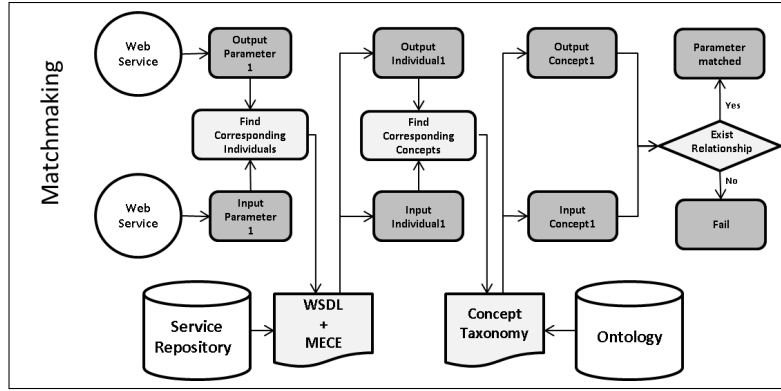 Matchmaking
Web
Service
Output
Parameter
1
Find
Corresponding
Individuals
Web
Service
Input
Parameter
1
Output
Individual1
Find
Corresponding
Concepts
Input
Individual1
Output
Concept1
Input
Concept1
Parameter
matched
Yes
Exist
Relationship
No
Fail
Service
Repository
WSDL
+
MECE
Concept
Taxonomy
Ontology